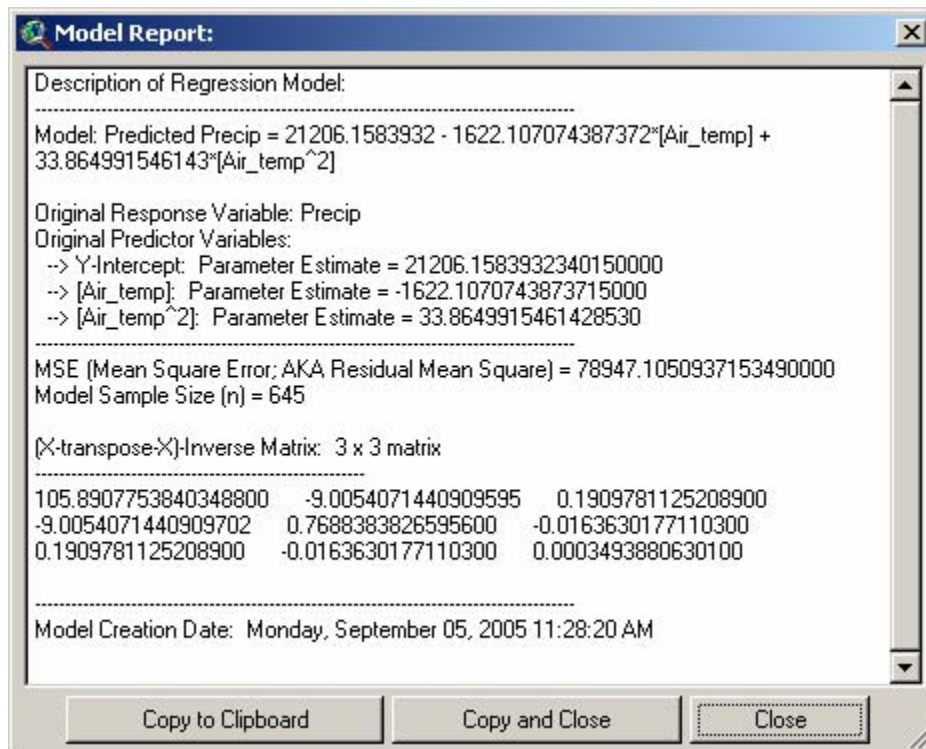 Model Report:
Description of Regression Model:
Model: Predicted Precip = 21206.1583932 - 1622.107074387372*[Air_temp] +
33.864991546143*[Air_temp^2]
Original Response Variable: Precip
Original Predictor Variables:
--> Y-Intercept: Parameter Estimate = 21206.1583932340150000
--> [Air_temp]: Parameter Estimate = -1622.1070743873715000
--> [Air_temp^2]: Parameter Estimate = 33.8649915461428530
MSE (Mean Square Error; AKA Residual Mean Square) = 78947.1050937153490000
Model Sample Size (n) = 645
(X-transpose-X)-Inverse Matrix: 3 x 3 matrix
105.8907753840348800 -9.0054071440909595 0.1909781125208900
-9.0054071440909702 0.7688383826595600 -0.0163630177110300
0.1909781125208900 -0.0163630177110300 0.0003493880630100
Model Creation Date: Monday, September 05, 2005 11:28:20 AM
Copy to Clipboard
Copy and Close
Close